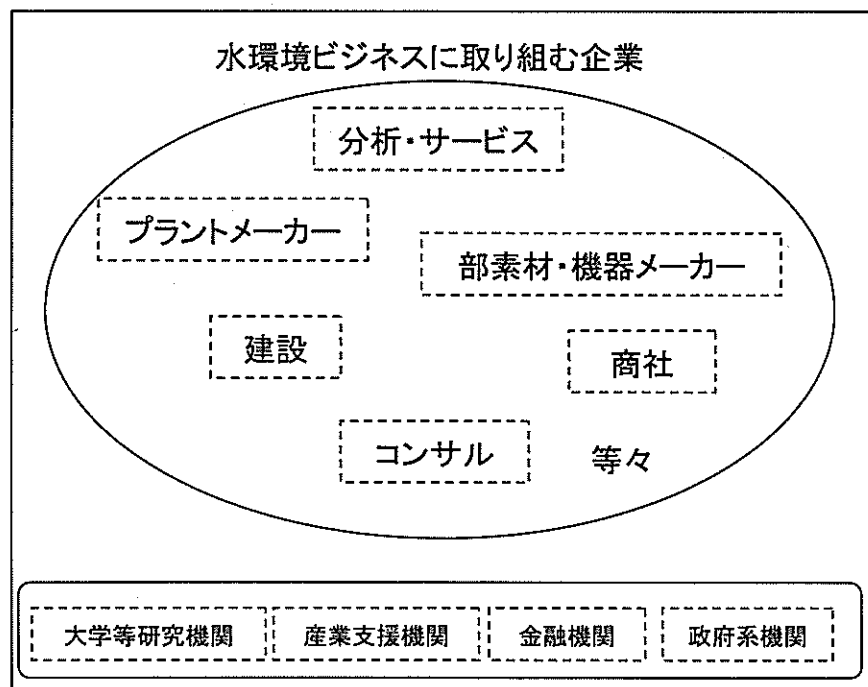 水環境ビジネスに取り組む企業
分析・サービス
プラントメーカー
部素材・機器メーカー
建設
商社
コンサル
等々
大学等研究機関
産業支援機関
金融機関
政府系機関